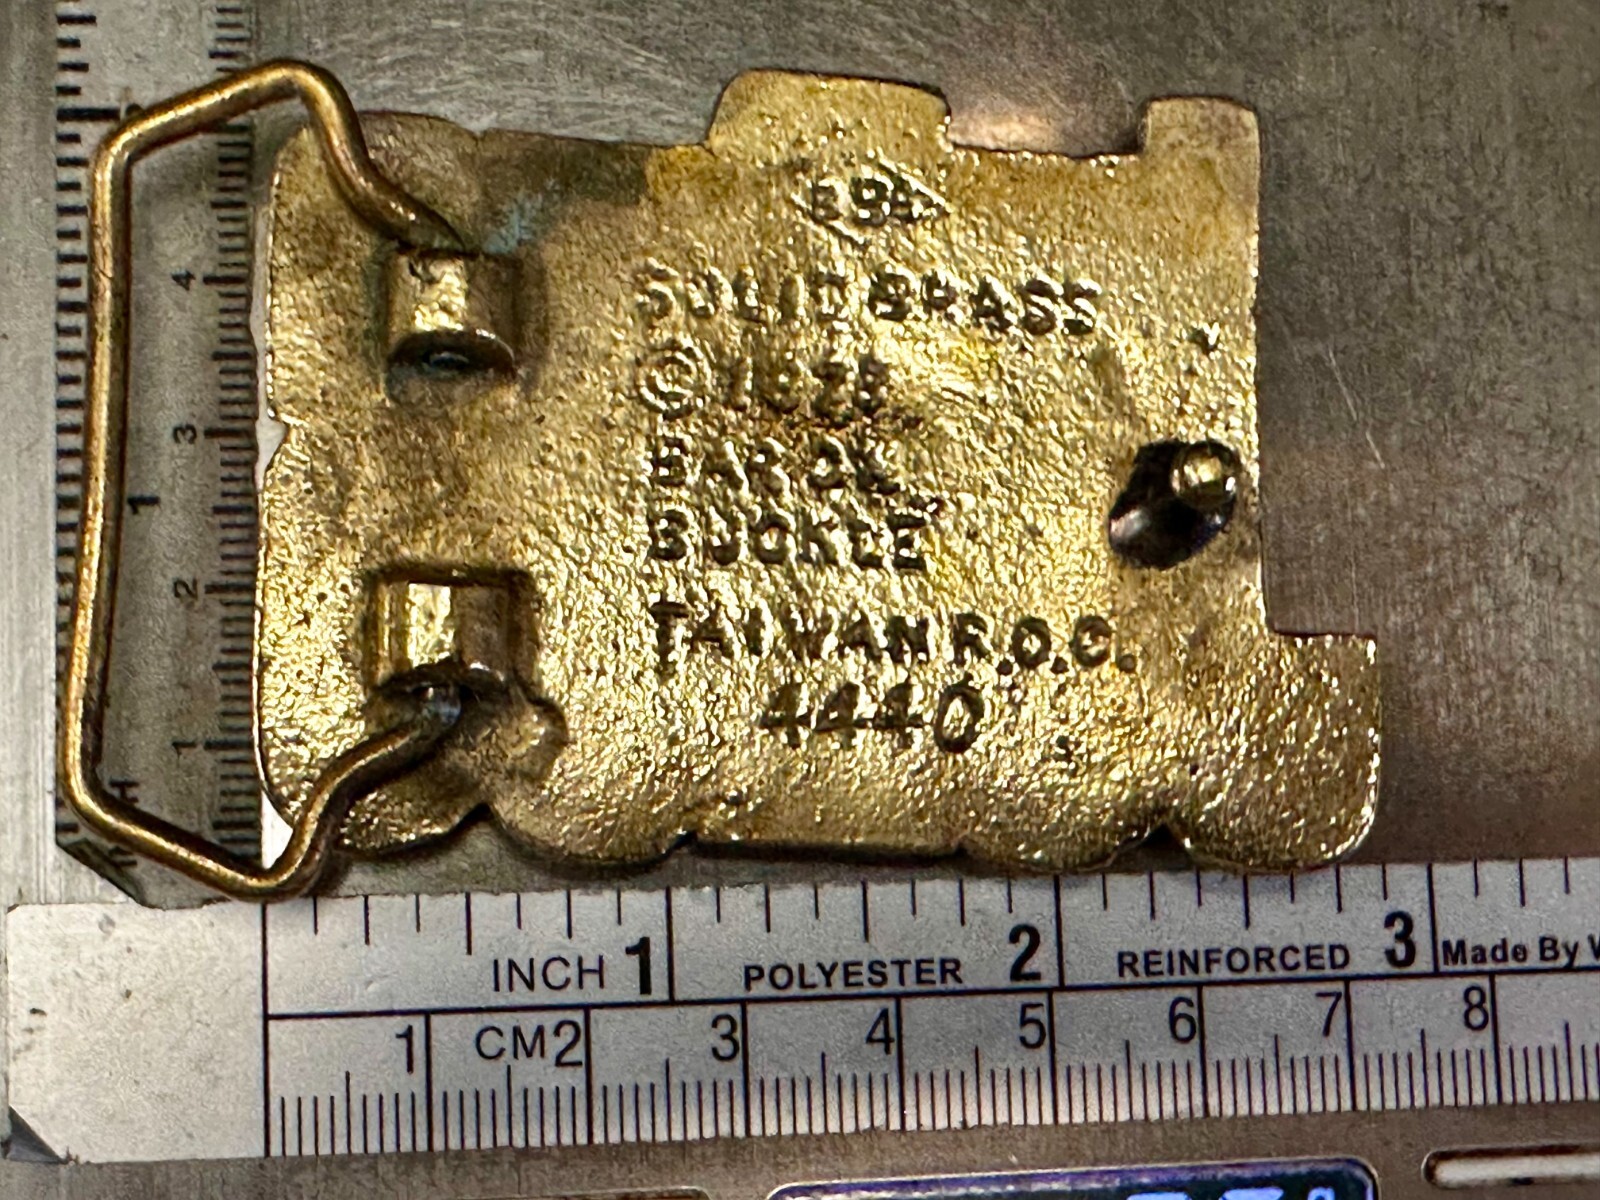 SOLID BRASS
© 1978
BARON
BUCKLE
TAIWAN R.O.C.
4440
4
3
2
1
1
INCH 1 POLYESTER 2 REINFORCED 3 Made By
1 CM 2 3 4 5 6 7 8